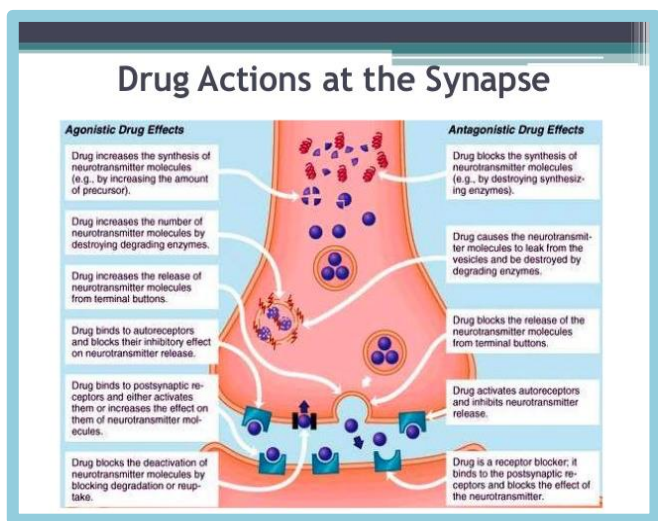 Drug Actions at the Synapse
Agonistic Drug Effects
Drug increases the synthesis of
neurotransmitter molecules
(e.g., by increasing the amount
of precursor).
Drug increases the number of
neurotransmitter molecules by
destroying degrading enzymes.
Drug increases the release of
neurotransmitter molecules
from terminal buttons.
Drug binds to autoreceptors
and blocks their inhibitory effect
on neurotransmitter release.
Drug binds to postsynaptic re-
ceptors and either activates
them or increases the effect on
them of neurotransmitter mol-
ecules.
Drug blocks the deactivation of
neurotransmitter molecules by
blocking degradation or reup-
take.
Antagonistic Drug Effects
Drug blocks the synthesis of
neurotransmitter molecules
(e.g., by destroying synthesiz-
ing enzymes).
Drug causes the neurotransmit-
ter molecules to leak from the
vesicles and be destroyed by
degrading enzymes.
Drug blocks the release of the
neurotransmitter molecules
from terminal buttons.
Drug activates autoreceptors
and inhibits neurotransmitter
release.
Drug is a receptor blocker; it
binds to the postsynaptic re-
ceptors and blocks the effect of
the neurotransmitter.